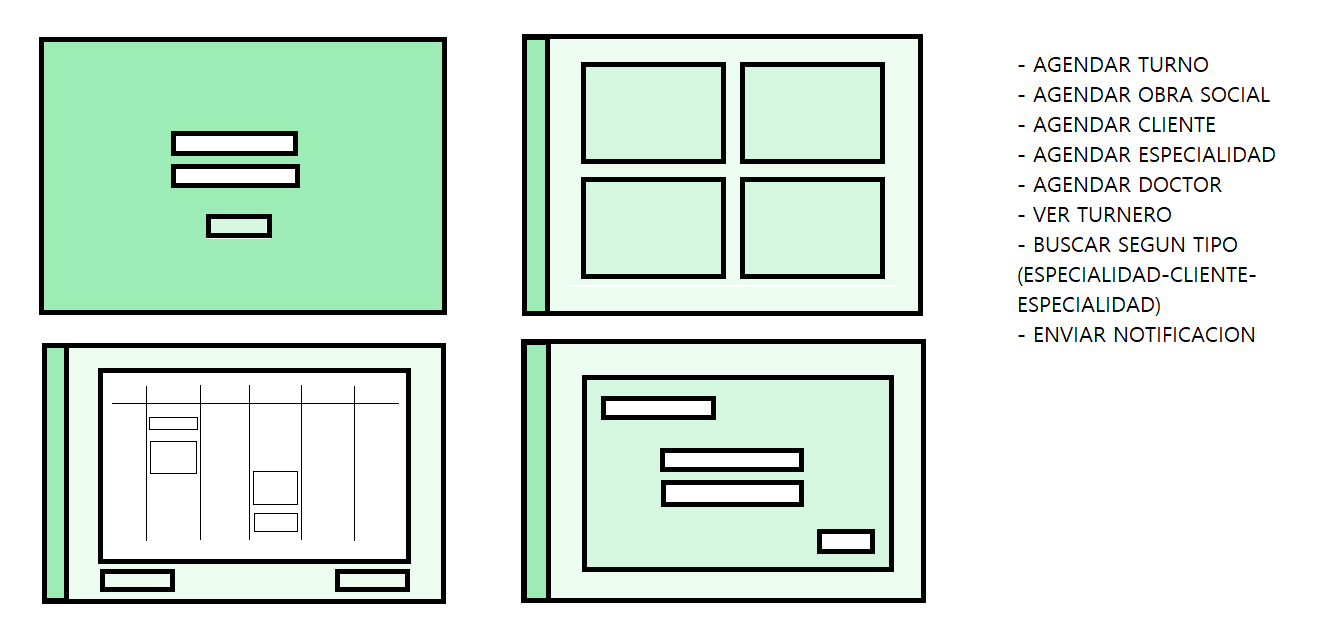 - AGENDAR TURNO
- AGENDAR OBRA SOCIAL
- AGENDAR CLIENTE
- AGENDAR ESPECIALIDAD
- AGENDAR DOCTOR
- VER TURNERO
- BUSCAR SEGUN TIPO
(ESPECIALIDAD-CLIENTE-
ESPECIALIDAD)
- ENVIAR NOTIFICACION